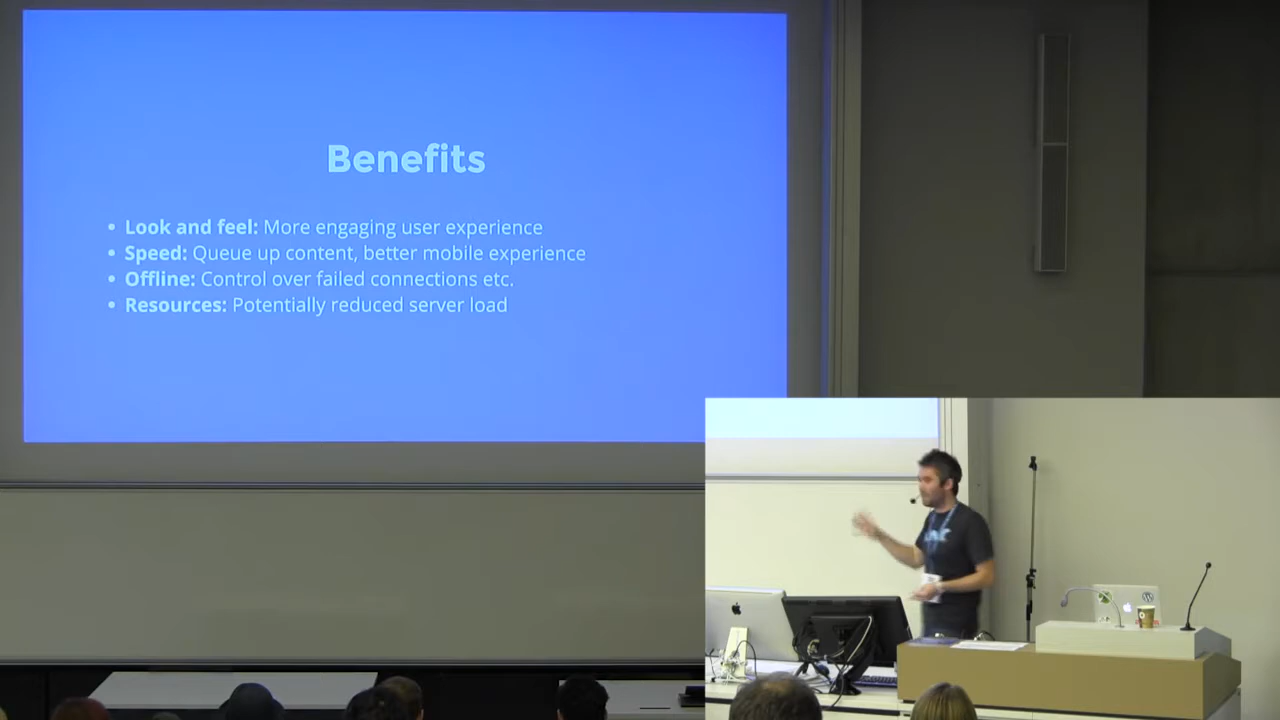 Benefits
• Look and feel: More engaging user experience
• Speed: Queue up content, better mobile experience
• Offline: Control over failed connections etc.
• Resources: Potentially reduced server load